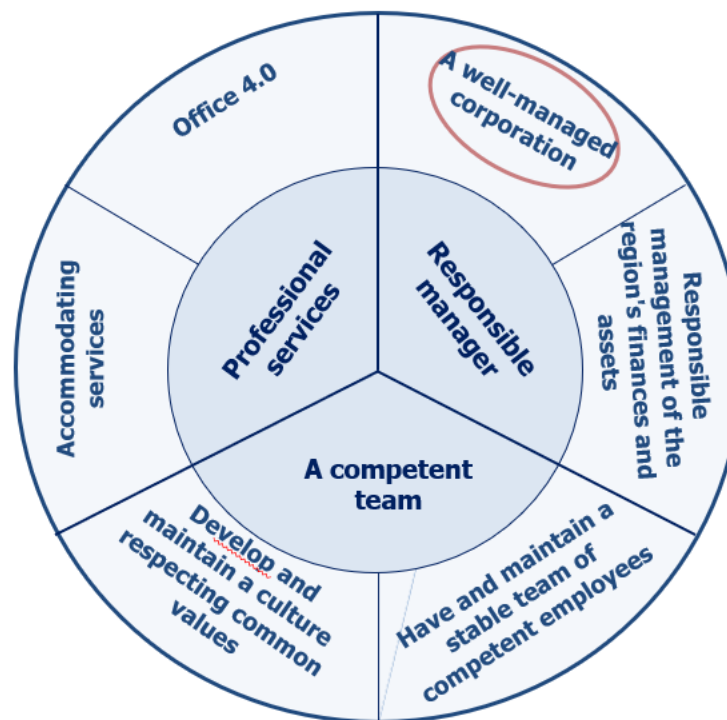 Office 4.0
A well-managed
corporation
Accommodating
services
Professional
services
Responsible
manager
Responsible
management of the
region's finances and
assets
A competent
team
Develop and
maintain a culture
respecting common
values
Have and maintain a
stable team of
competent employees